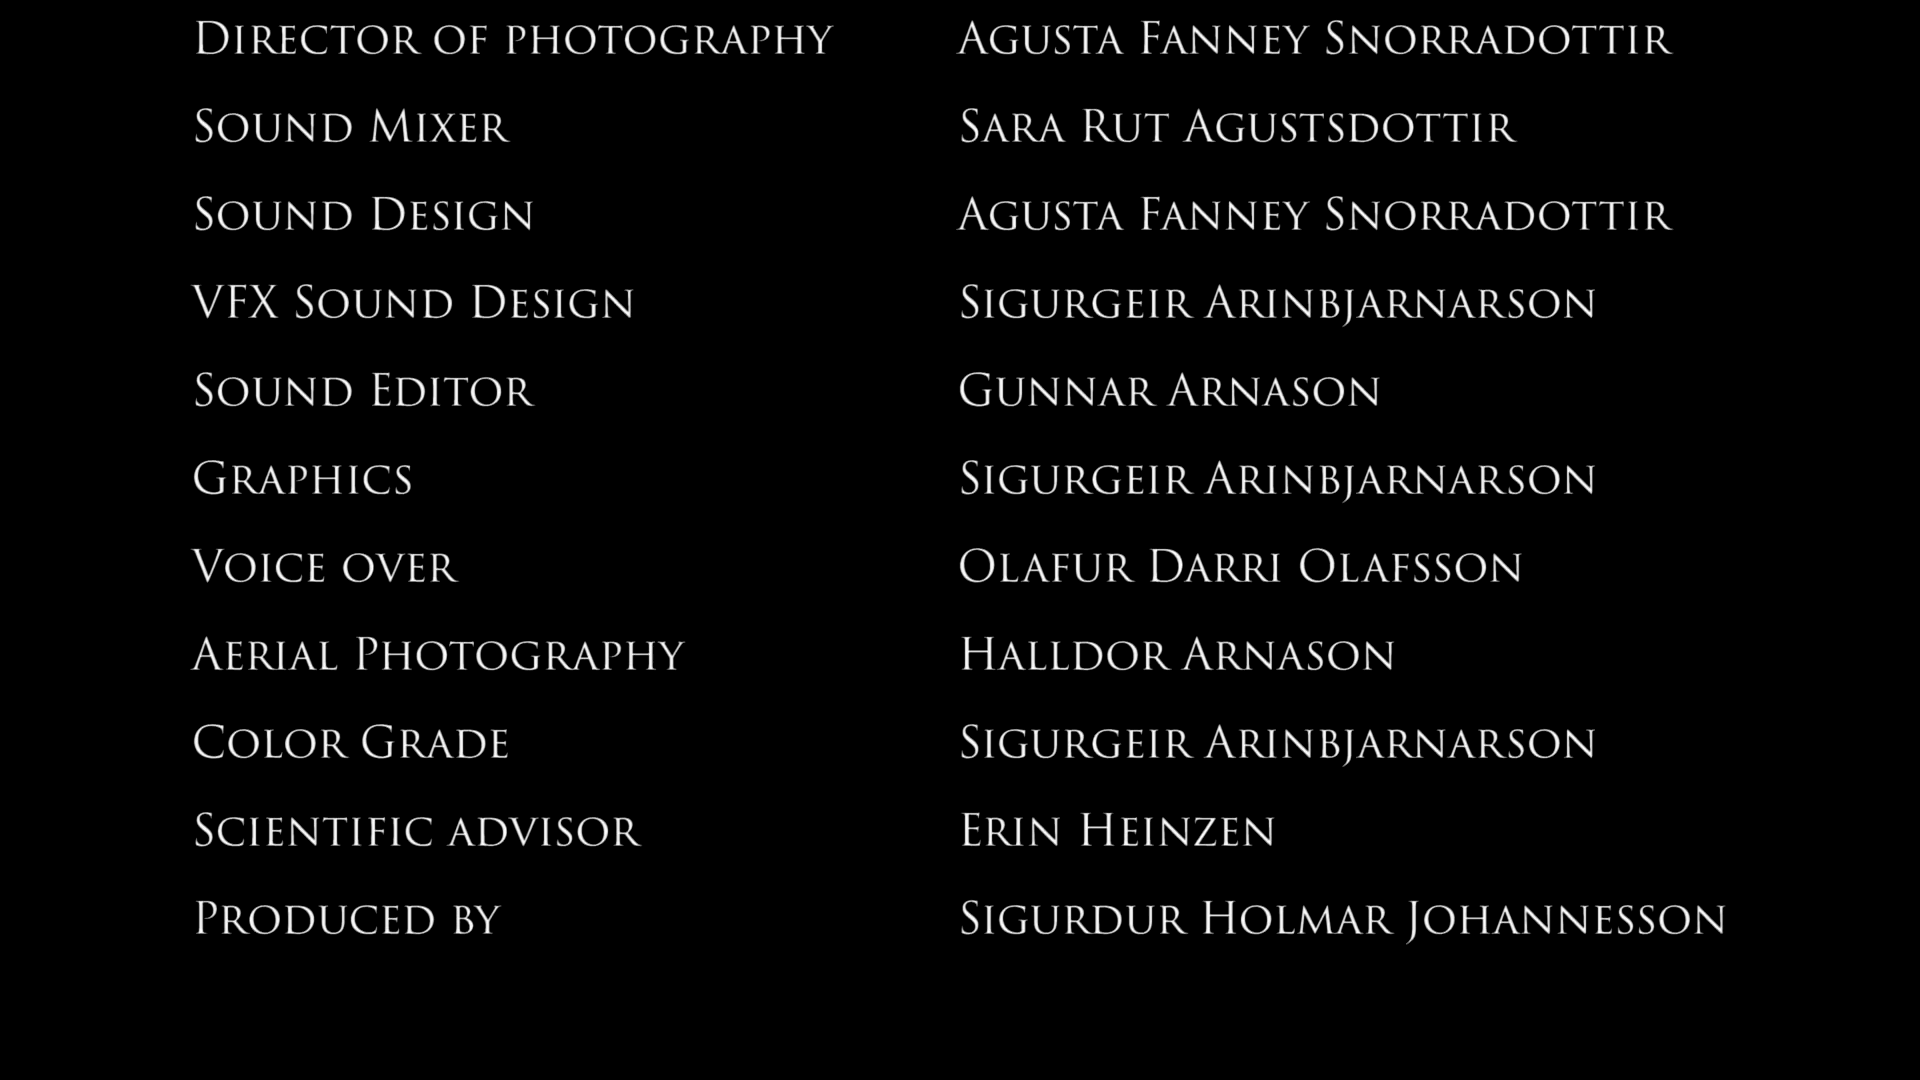 Director of photography Agusta Fanney Snorradottir
Sound Mixer Sara Rut Agustsdottir
Sound Design Agusta Fanney Snorradottir
VFX Sound Design Sigurgeir Arinbjarnarson
Sound Editor Gunnar Arnason
Graphics Sigurgeir Arinbjarnarson
Voice over Olafur Darri Olafsson
Aerial Photography Halldor Arnason
Color Grade Sigurgeir Arinbjarnarson
Scientific advisor Erin Heinzen
Produced by Sigurdur Holmar Johannesson